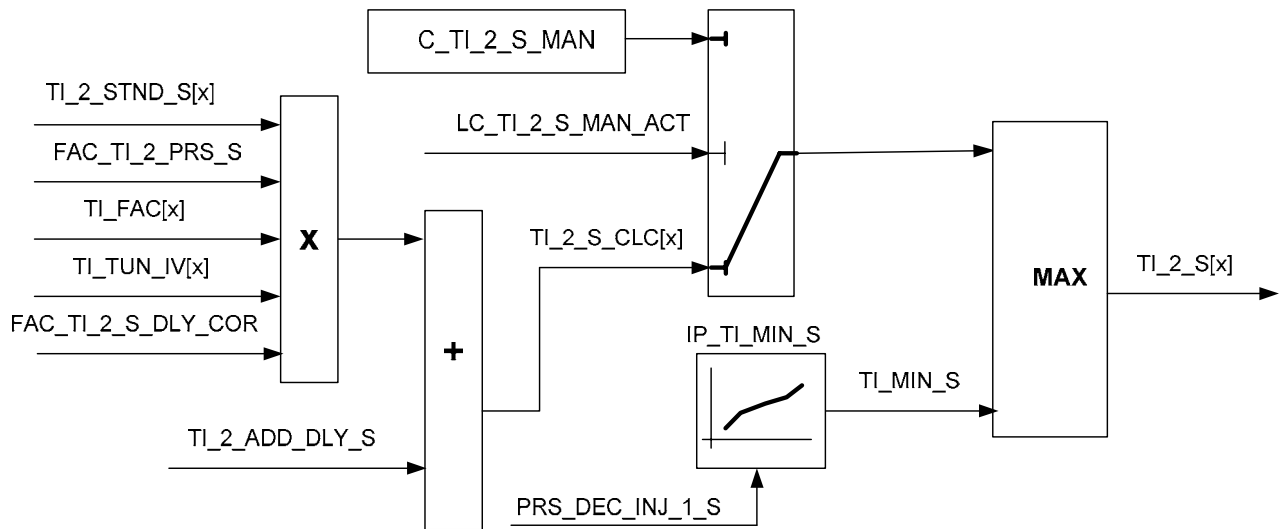 C_TI_2_S_MAN
TI_2_STND_S[x]
LC_TI_2_S_MAN_ACT
FAC_TI_2_PRS_S
TI_FAC[x]
X
TI_2_S_CLC[x]
TI_TUN_IV[x]
TI_2_S[x]
MAX
FAC_TI_2_S_DLY_COR
IP_TI_MIN_S
+
TI_MIN_S
TI_2_ADD_DLY_S
PRS_DEC_INJ_1_S